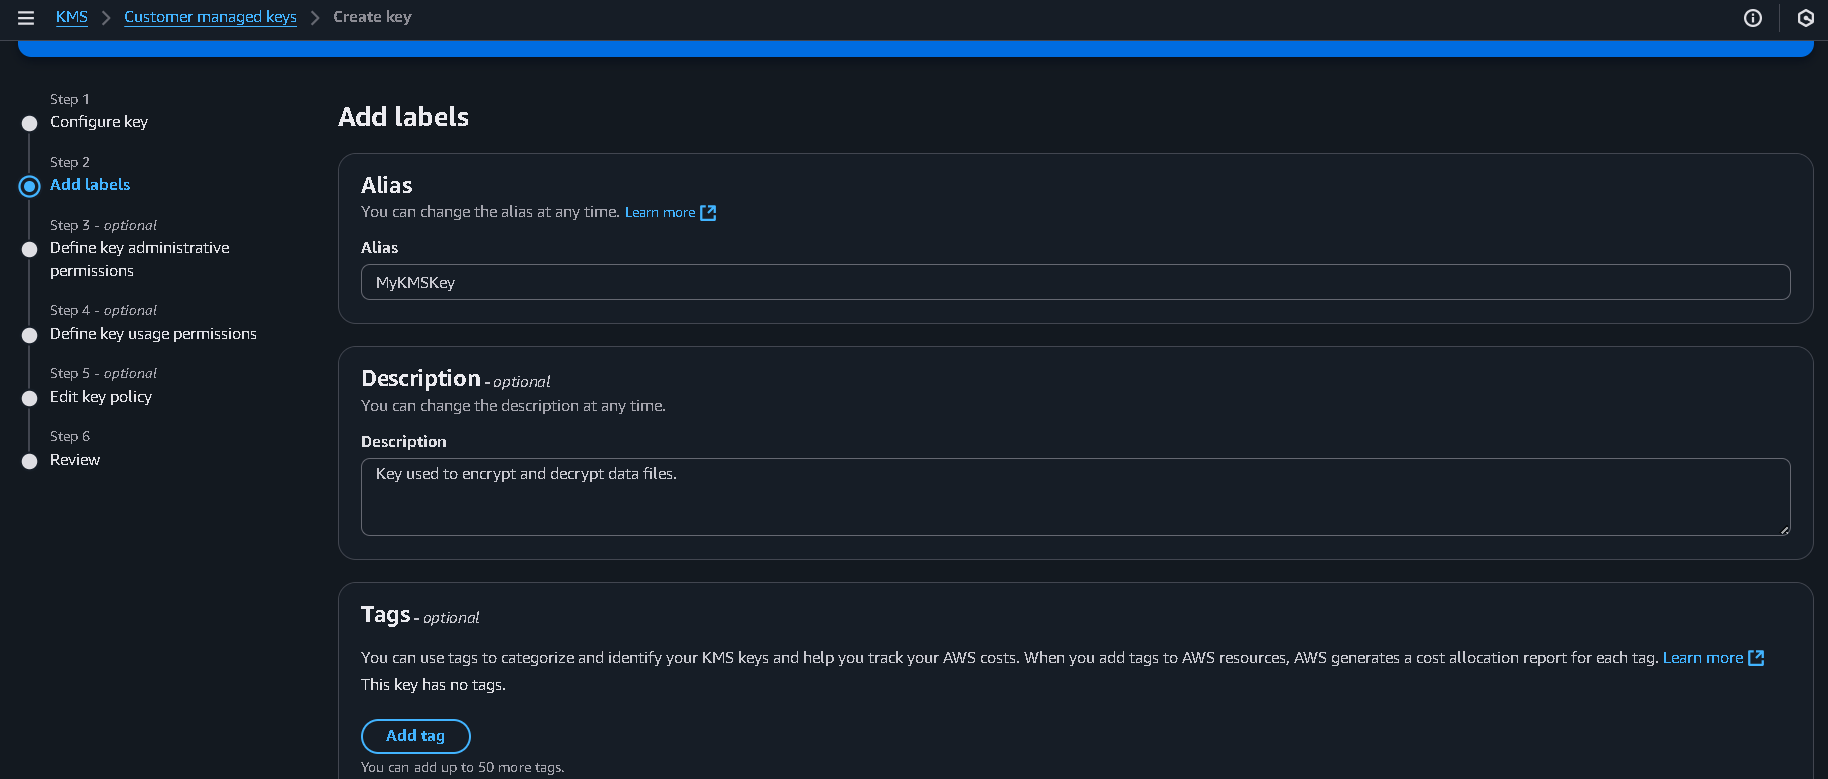 KMS > Customer managed keys > Create key
Step 1
Configure key
Step 2
Add labels
Step 3 - optional
Define key administrative
permissions
Step 4 - optional
Define key usage permissions
Step 5 - optional
Edit key policy
Step 6
Review
Add labels
Alias
You can change the alias at any time. Learn more
Alias
MyKMSKey
Description - optional
You can change the description at any time.
Description
Key used to encrypt and decrypt data files.
Tags - optional
You can use tags to categorize and identify your KMS keys and help you track your AWS costs. When you add tags to AWS resources, AWS generates a cost allocation report for each tag. Learn more
This key has no tags.
Add tag
You can add up to 50 more tags.